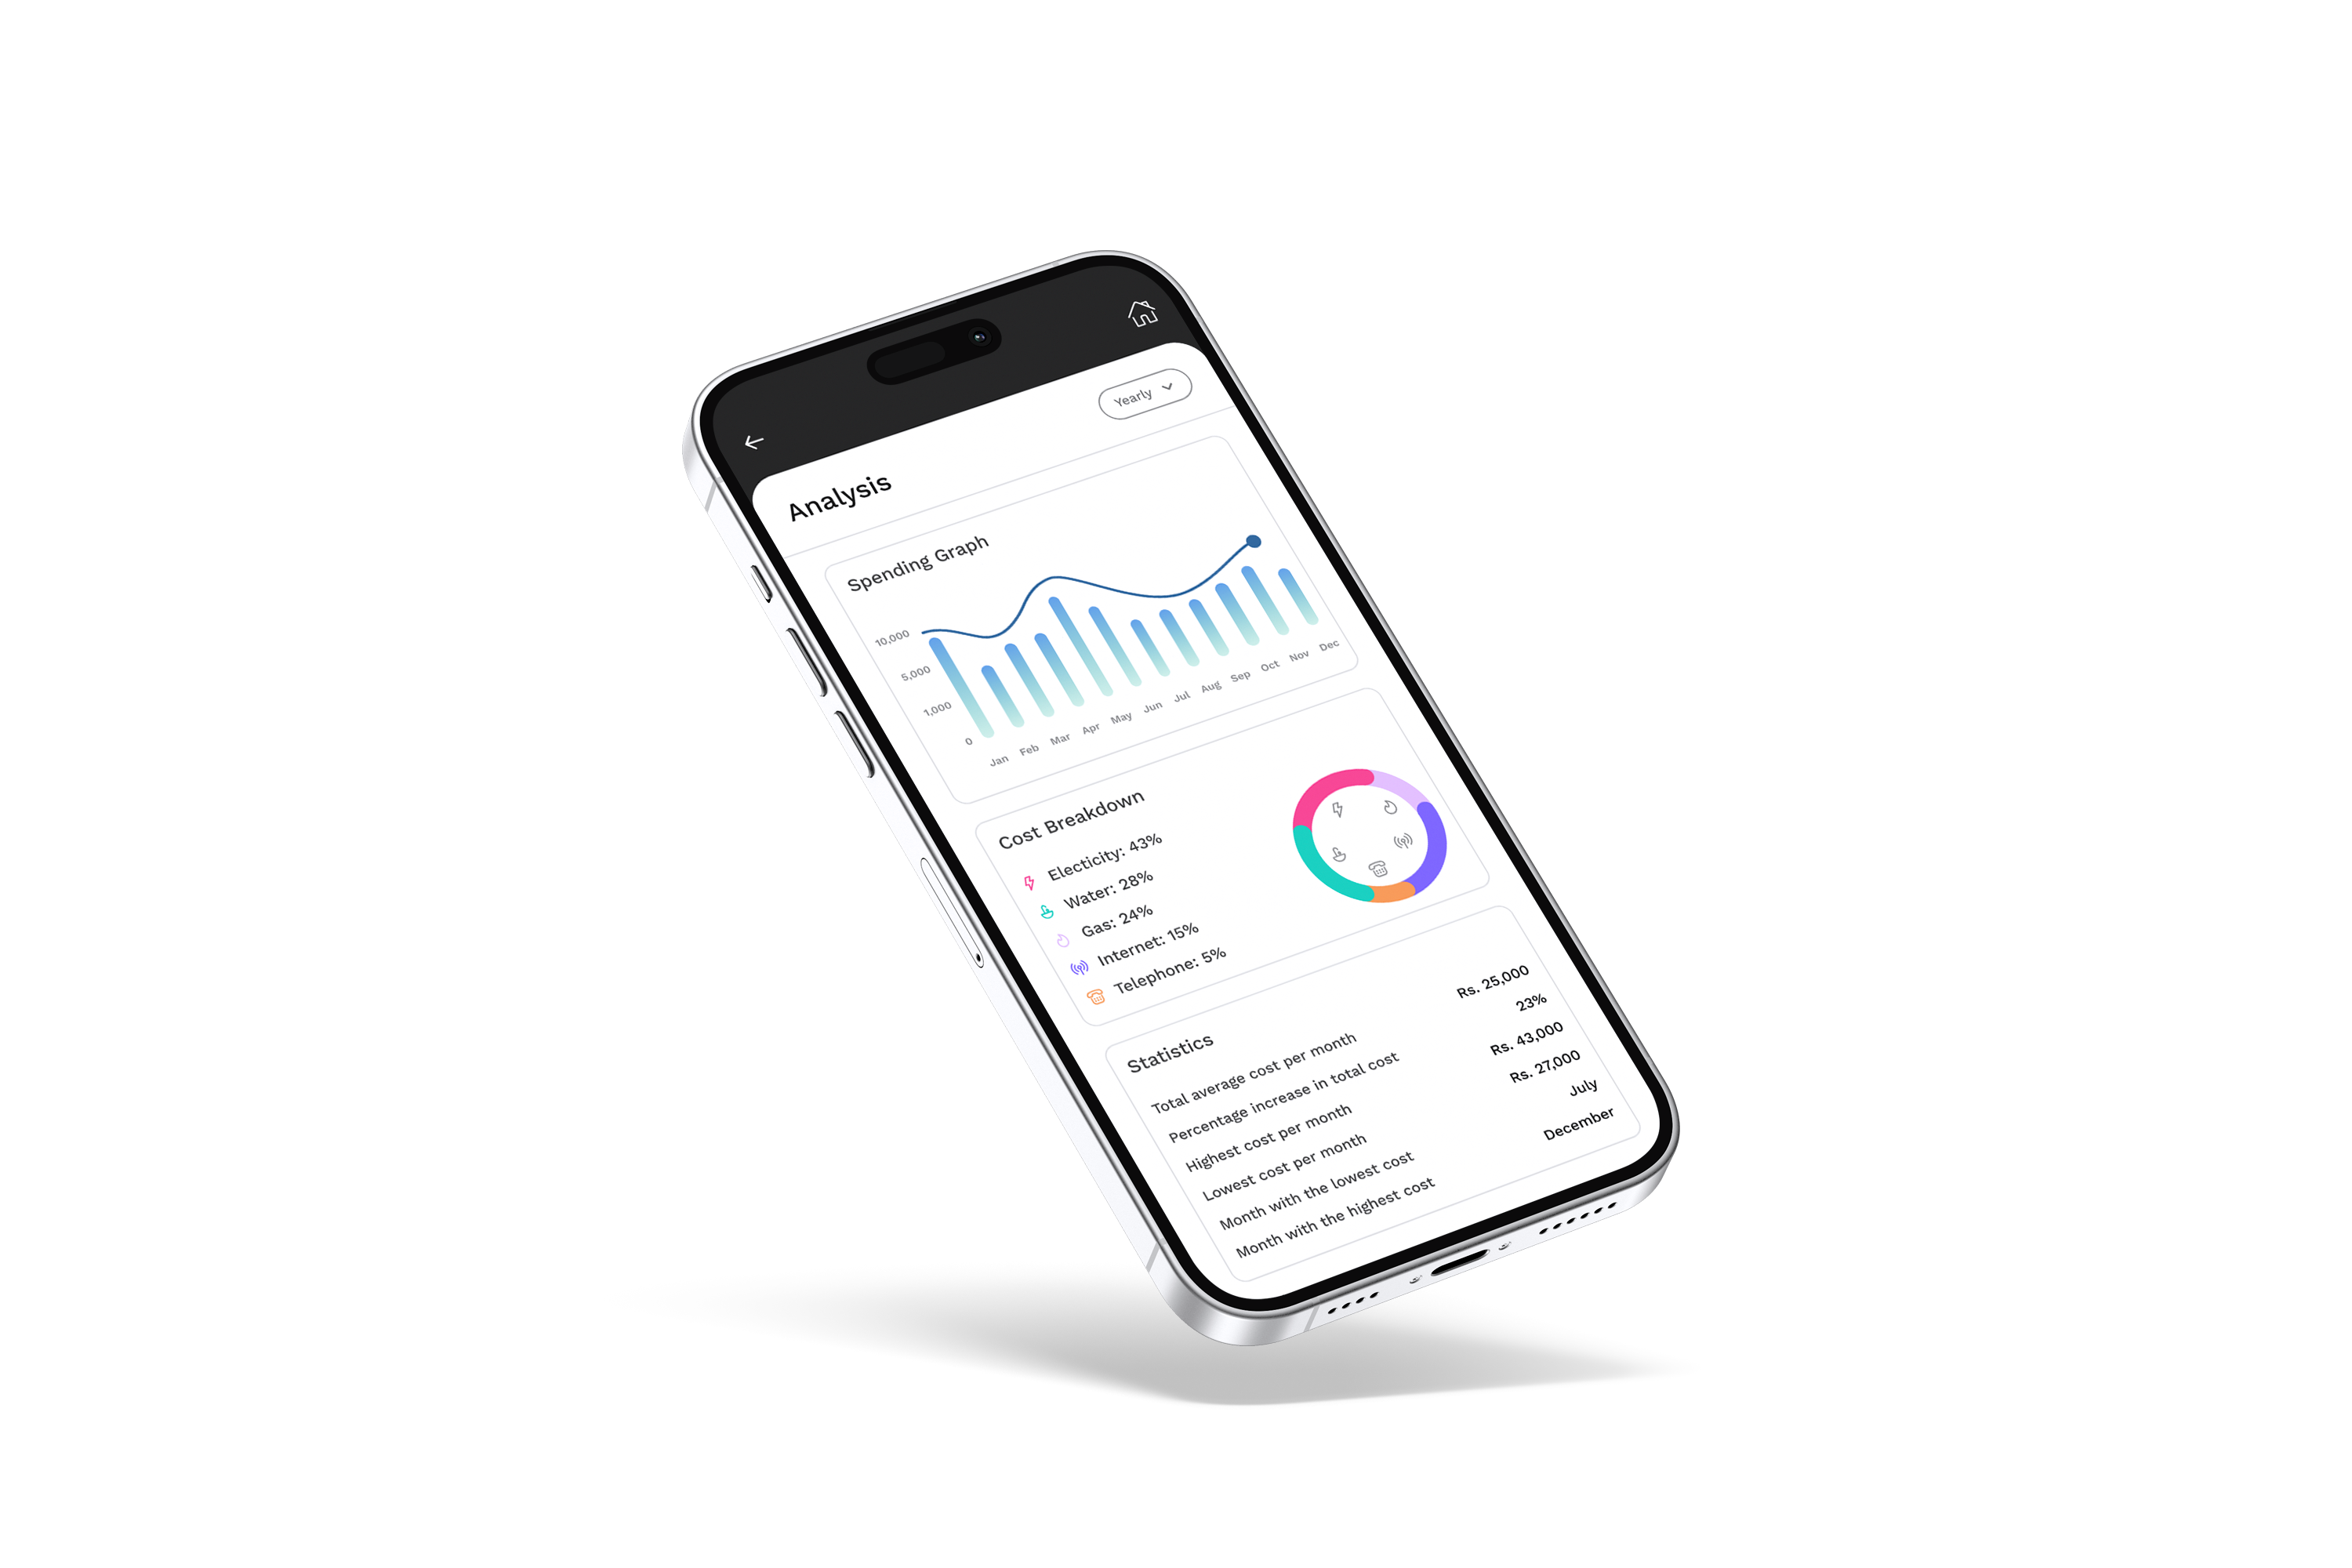 Yearly
Analysis
Spending Graph
10,000
5,000
1,000
0
Jan Feb Mar Apr May Jun Jul Aug Sep Oct Nov Dec
Cost Breakdown
Electicity: 43%
Water: 28%
Gas: 24%
Internet: 15%
Telephone: 5%
Statistics
Total average cost per month Rs. 25,000
Percentage increase in total cost 23%
Highest cost per month Rs. 43,000
Lowest cost per month Rs. 27,000
Month with the lowest cost July
Month with the highest cost December